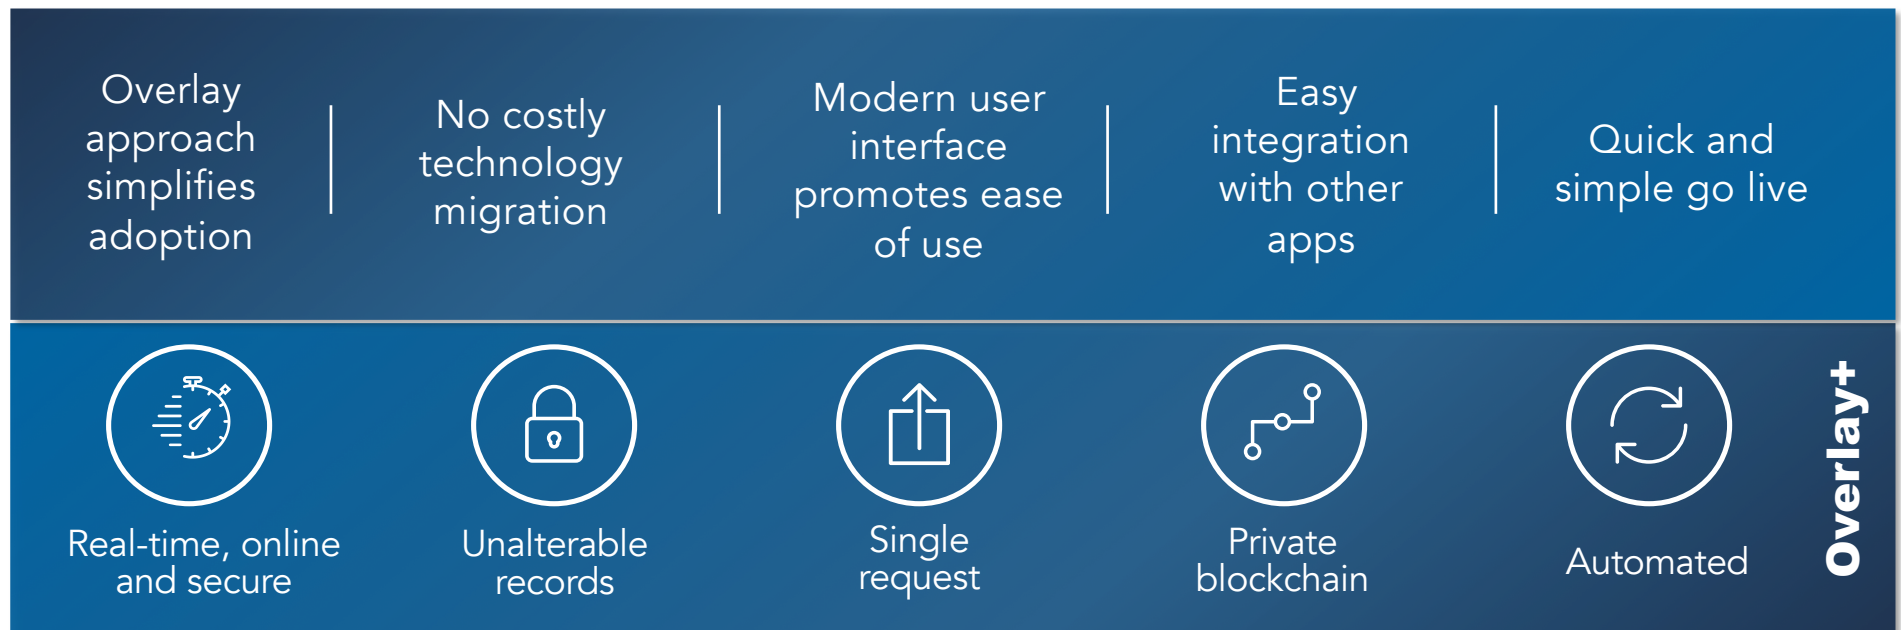 Overlay
approach
simplifies
adoption
No costly
technology
migration
Modern user
interface
promotes ease
of use
Easy
integration
with other
apps
Quick and
simple go live
Real-time, online
and secure
Unalterable
records
Single
request
Private
blockchain
Automated
Overlay+